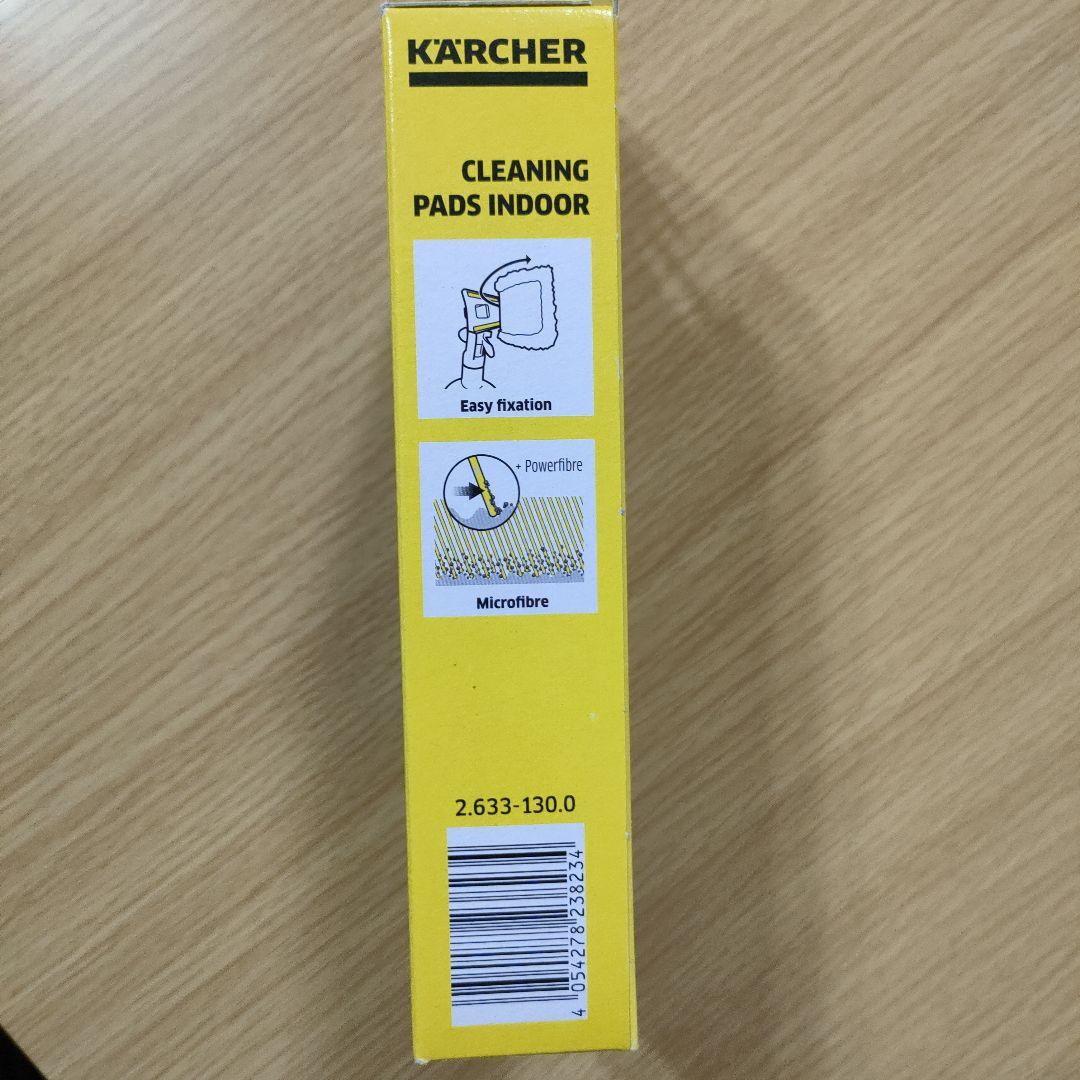 KÄRCHER
CLEANING
PADS INDOOR
Easy fixation
+ Powerfibre
Microfibre
2.633-130.0
4 054278 238234